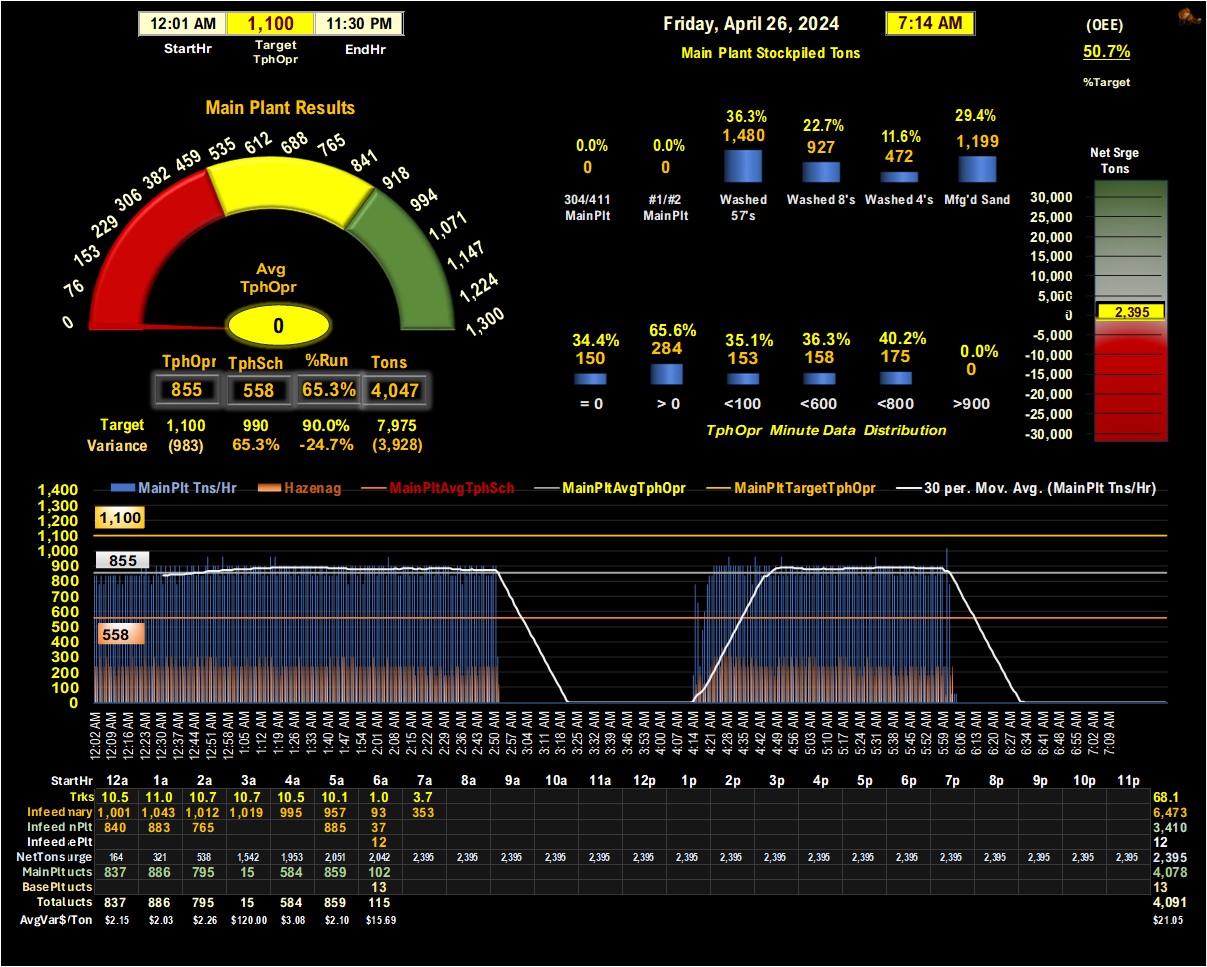 12:01 AM 1,100 11:30 PM
StartHr Target TphOpr EndHr
Friday, April 26, 2024 7:14 AM
Main Plant Stockpiled Tons
(OEE)
50.7%
%Target
Main Plant Results
0 76 153 229 306 382 459 535 612 688 765 841 918 994 1,071 1,147 1,224 1,300
Avg
TphOpr
0
TphOpr TphSch %Run Tons
855 558 65.3% 4,047
Target 1,100 990 90.0% 7,975
Variance (983) 65.3% -24.7% (3,928)
0.0% 0.0% 36.3% 22.7% 11.6% 29.4%
0 0 1,480 927 472 1,199
304/411 #1/#2 Washed Washed 8's Washed 4's Mfg'd Sand
MainPlt MainPlt 57's
34.4% 65.6% 35.1% 36.3% 40.2% 0.0%
150 284 153 158 175 0
= 0 > 0 <100 <600 <800 >900
TphOpr Minute Data Distribution
Net Srge
Tons
30,000
25,000
20,000
15,000
10,000
5,000
0
2,395
-5,000
-10,000
-15,000
-20,000
-25,000
-30,000
MainPlt Tns/Hr Hazenag MainPltAvgTphSch MainPltAvgTphOpr MainPltTargetTphOpr 30 per. Mov. Avg. (MainPlt Tns/Hr)
1,400
1,300
1,200
1,100
1,000
900
800
700
600
500
400
300
200
100
0
1,100
855
558
12:02 AM 12:09 AM 12:16 AM 12:23 AM 12:30 AM 12:37 AM 12:44 AM 12:51 AM 12:58 AM 1:05 AM 1:12 AM 1:19 AM 1:26 AM 1:33 AM 1:40 AM 1:47 AM 1:54 AM 2:01 AM 2:08 AM 2:15 AM 2:22 AM 2:29 AM 2:36 AM 2:43 AM 2:50 AM 2:57 AM 3:04 AM 3:11 AM 3:18 AM 3:25 AM 3:32 AM 3:39 AM 3:46 AM 3:53 AM 4:00 AM 4:07 AM 4:14 AM 4:21 AM 4:28 AM 4:35 AM 4:42 AM 4:49 AM 4:56 AM 5:03 AM 5:10 AM 5:17 AM 5:24 AM 5:31 AM 5:38 AM 5:45 AM 5:52 AM 5:59 AM 6:06 AM 6:13 AM 6:20 AM 6:27 AM 6:34 AM 6:41 AM 6:48 AM 6:55 AM 7:02 AM 7:09 AM
StartHr 12a 1a 2a 3a 4a 5a 6a 7a 8a 9a 10a 11a 12p 1p 2p 3p 4p 5p 6p 7p 8p 9p 10p 11p
Trks 10.5 11.0 10.7 10.7 10.5 10.1 1.0 3.7 68.1
Infeed mary 1,001 1,043 1,012 1,019 995 957 93 353 6,473
Infeed nPlt 840 883 765 885 37 3,410
Infeed ePlt 12 12
NetTons urge 164 321 538 1,542 1,953 2,051 2,042 2,395 2,395 2,395 2,395 2,395 2,395 2,395 2,395 2,395 2,395 2,395 2,395 2,395 2,395 2,395 2,395 2,395 2,395
MainPlt ucts 837 886 795 15 584 859 102 4,078
BasePlt ucts 13 13
Total ucts 837 886 795 15 584 859 115 4,091
AvgVar$/Ton $2.15 $2.03 $2.26 $120.00 $3.08 $2.10 $15.69 $21.05